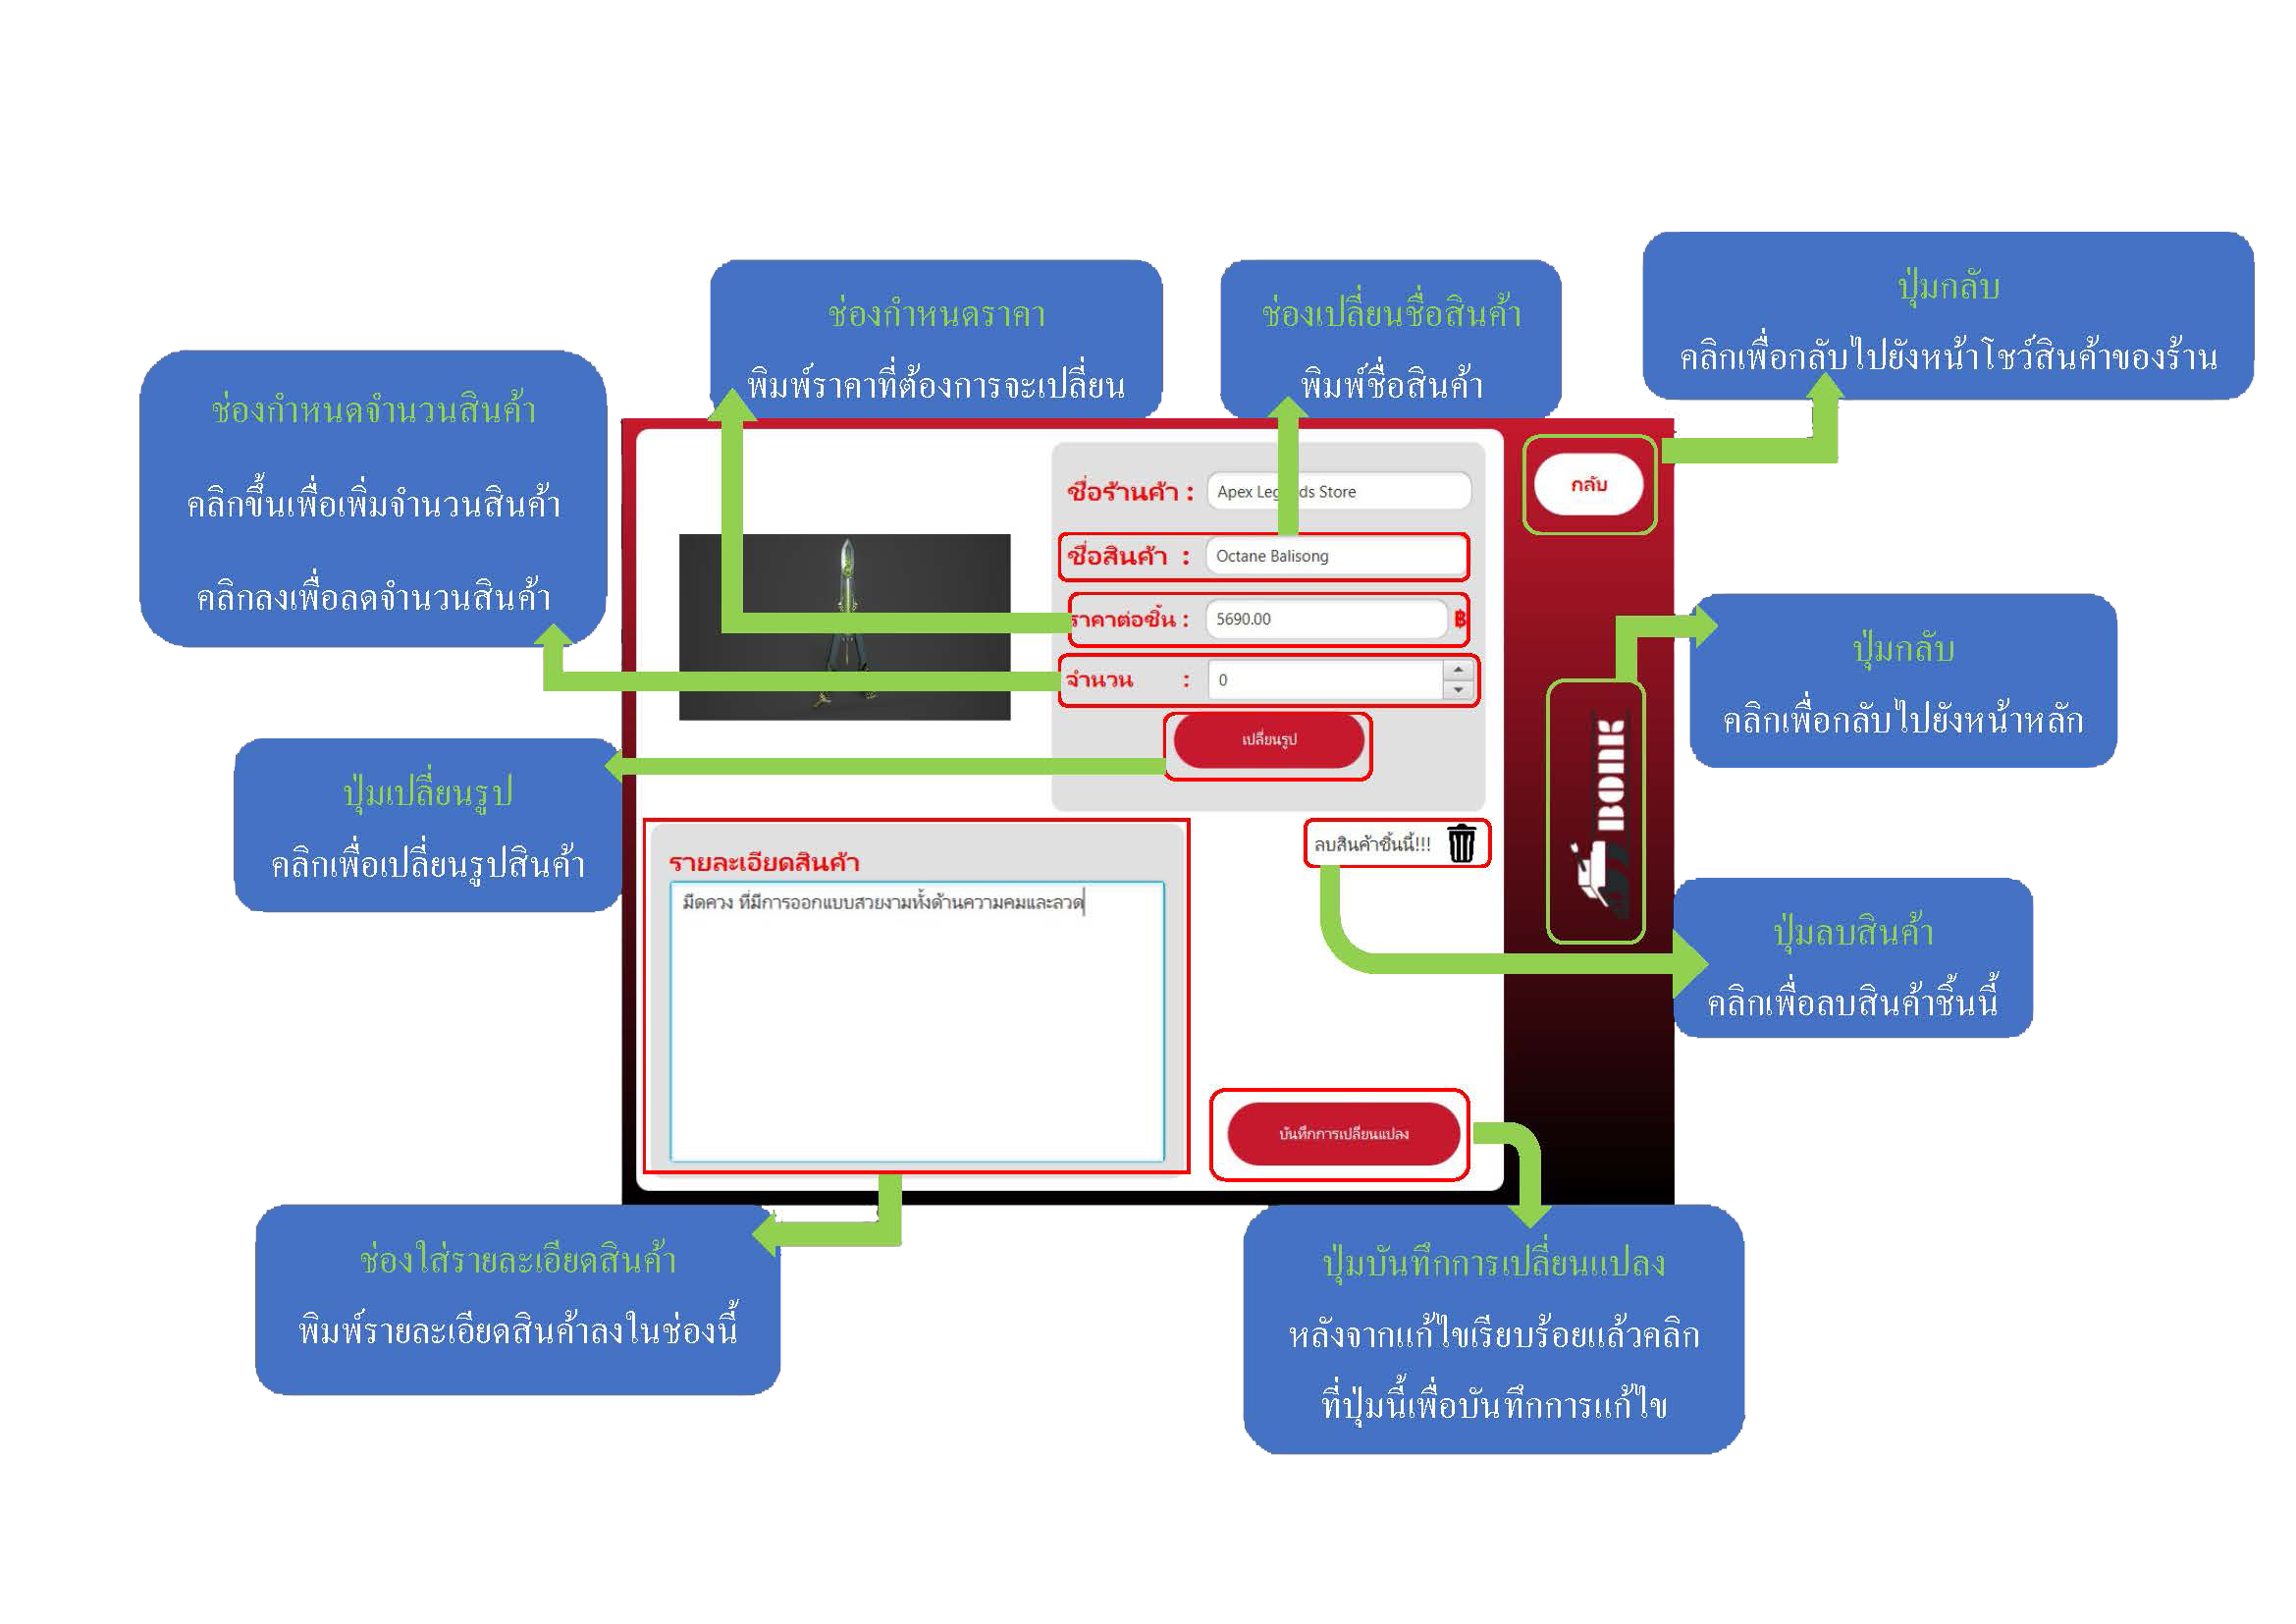 ปุ่มกลับ
คลิกเพื่อกลับไปยังหน้าโชว์สินค้าของร้าน
ช่องกำหนดราคา
พิมพ์ราคาที่ต้องการจะเปลี่ยน
ช่องเปลี่ยนชื่อสินค้า
พิมพ์ชื่อสินค้า
ช่องกำหนดจำนวนสินค้า
คลิกขึ้นเพื่อเพิ่มจำนวนสินค้า
คลิกลงเพื่อลดจำนวนสินค้า
ชื่อร้านค้า : Apex Legends Store
กลับ
ชื่อสินค้า : Octane Balisong
ราคาต่อชิ้น : 5690.00 ฿
จำนวน : 0
เปลี่ยนรูป
ปุ่มกลับ
คลิกเพื่อกลับไปยังหน้าหลัก
BONK
ปุ่มเปลี่ยนรูป
คลิกเพื่อเปลี่ยนรูปสินค้า
ลบสินค้าชิ้นนี้!!!
รายละเอียดสินค้า
มีดควง ที่มีการออกแบบสวยงามทั้งด้านความคมและลวด
ปุ่มลบสินค้า
คลิกเพื่อลบสินค้าชิ้นนี้
บันทึกการเปลี่ยนแปลง
ช่องใส่รายละเอียดสินค้า
พิมพ์รายละเอียดสินค้าลงในช่องนี้
ปุ่มบันทึกการเปลี่ยนแปลง
หลังจากแก้ไขเรียบร้อยแล้วคลิก
ที่ปุ่มนี้เพื่อบันทึกการแก้ไข